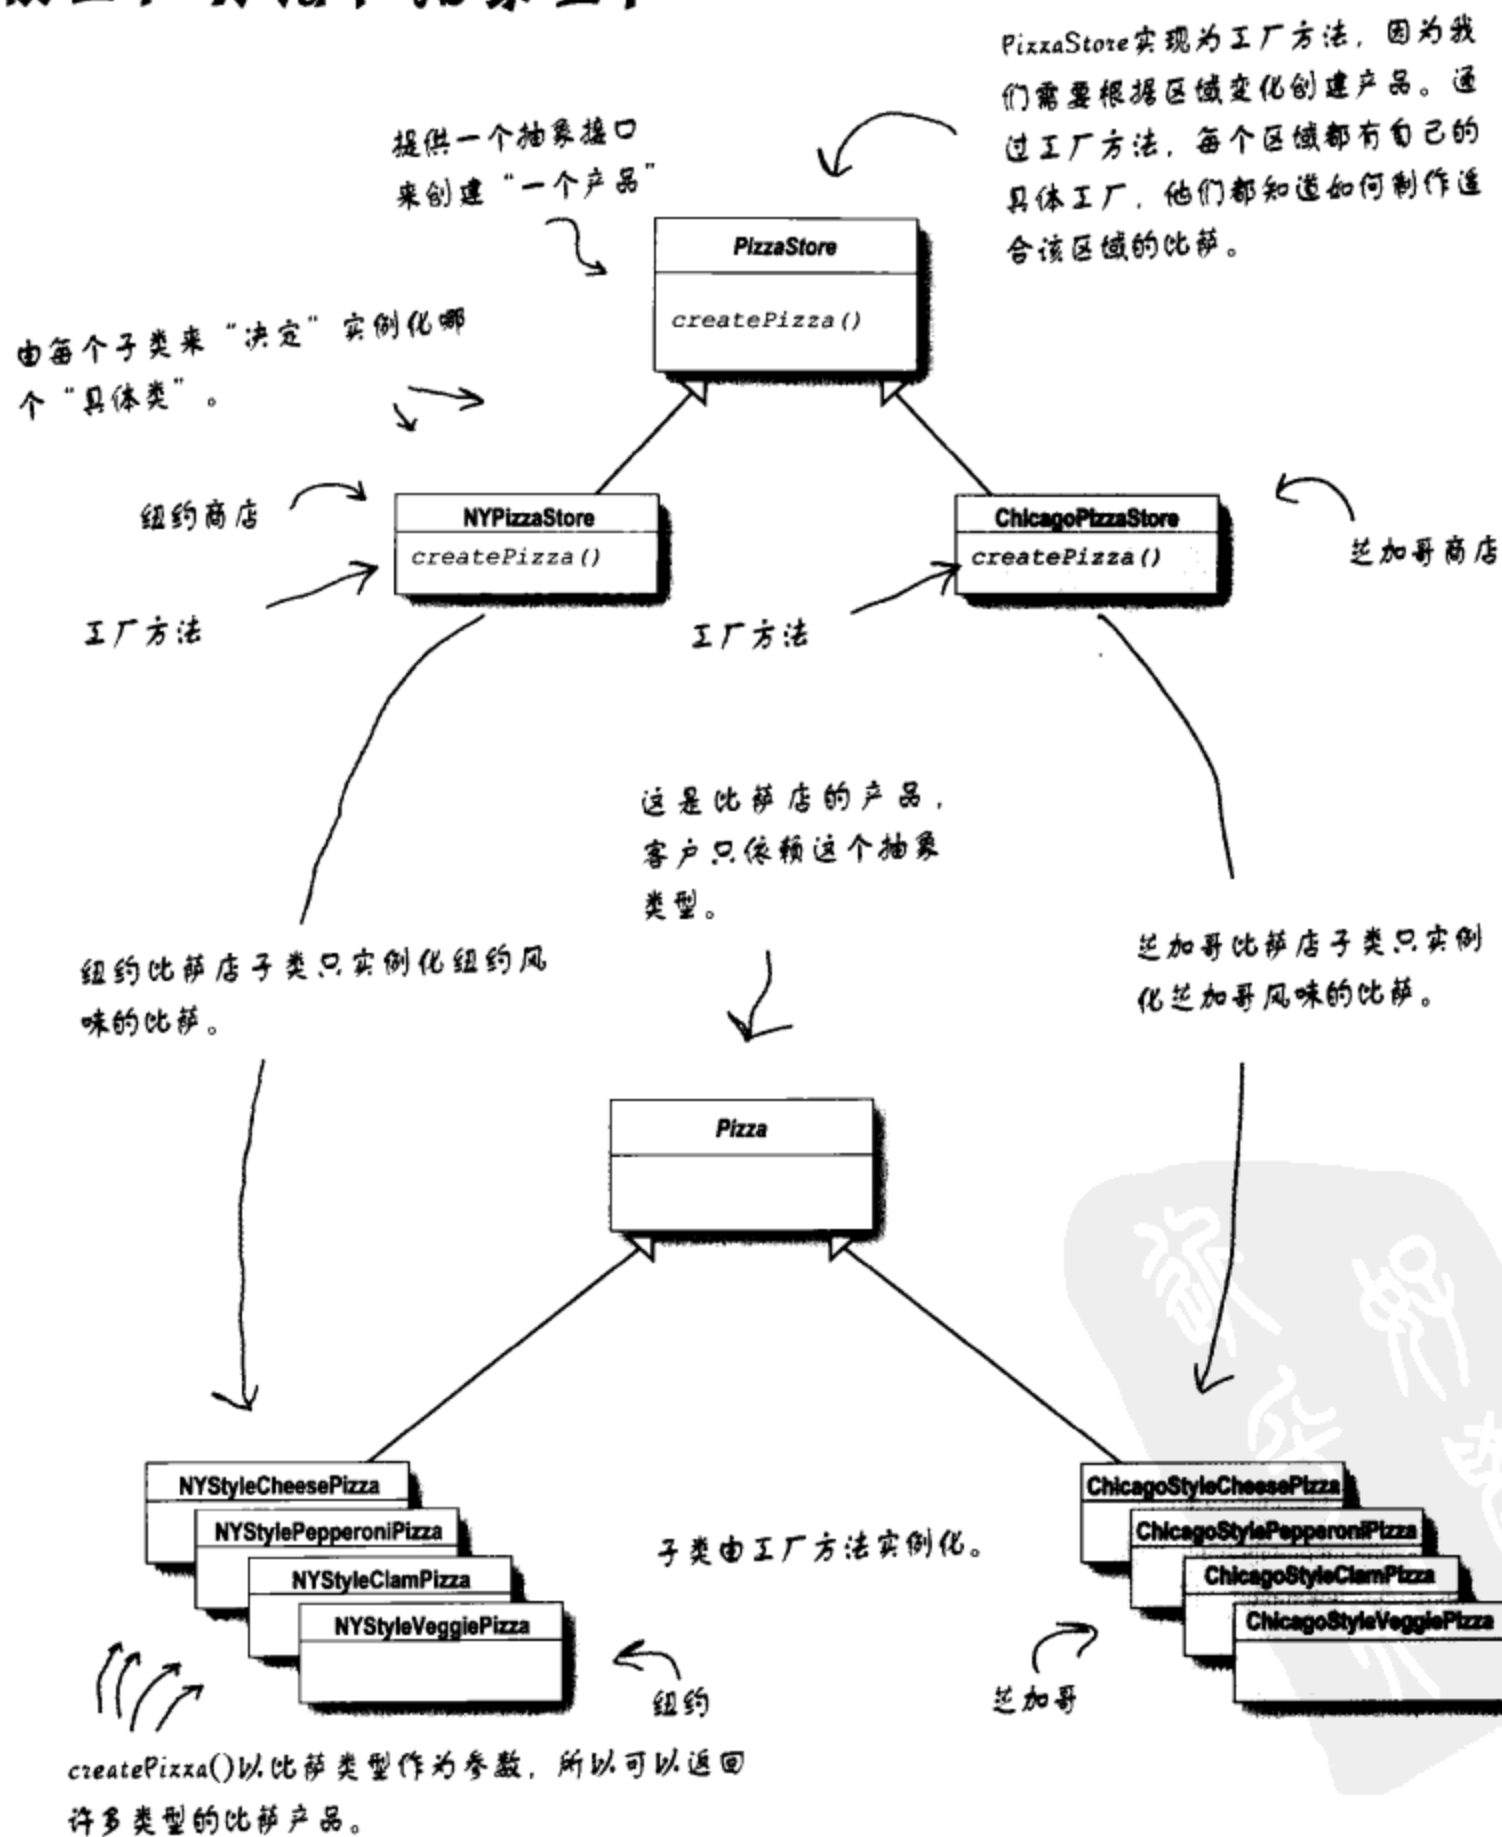 PizzaStore实现为工厂方法，因为我
们需要根据区域变化创建产品。通
过工厂方法，每个区域都有自己的
具体工厂，他们都知道如何制作适
合该区域的比萨。
提供一个抽象接口
来创建“一个产品”
PizzaStore
createPizza()
由每个子类来“决定”实例化哪
个“具体类”。
纽约商店
NYPizzaStore
createPizza()
ChicagoPizzaStore
createPizza()
芝加哥商店
工厂方法
工厂方法
这是比萨店的产品，
客户只依赖这个抽象
类型。
纽约比萨店子类只实例化纽约风
味的比萨。
芝加哥比萨店子类只实例
化芝加哥风味的比萨。
Pizza
NYStyleCheesePizza
NYStylePepperoniPizza
NYStyleClamPizza
NYStyleVeggiePizza
子类由工厂方法实例化。
ChicagoStyleCheesePizza
ChicagoStylePepperoniPizza
ChicagoStyleClamPizza
ChicagoStyleVeggiePizza
纽约
芝加哥
createPizza()以比萨类型作为参数，所以可以返回
许多类型的比萨产品。